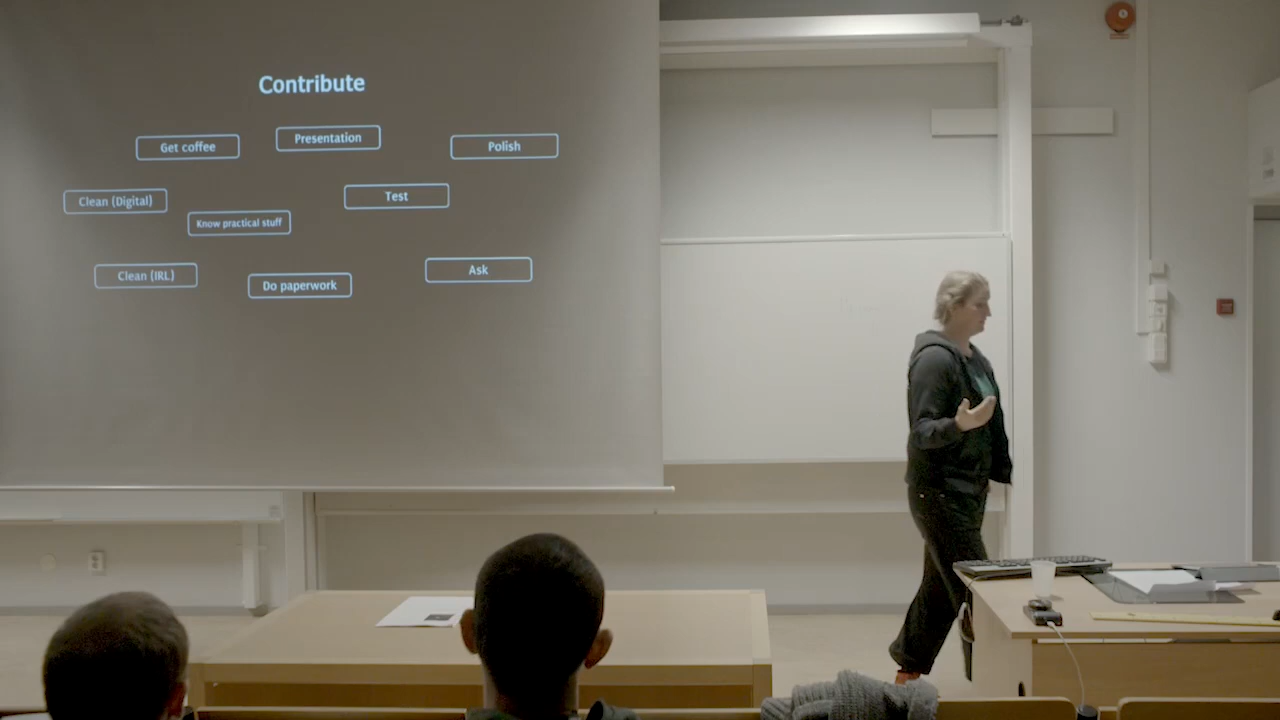 Contribute
Get coffee
Presentation
Polish
Clean (Digital)
Know practical stuff
Test
Clean (IRL)
Do paperwork
Ask